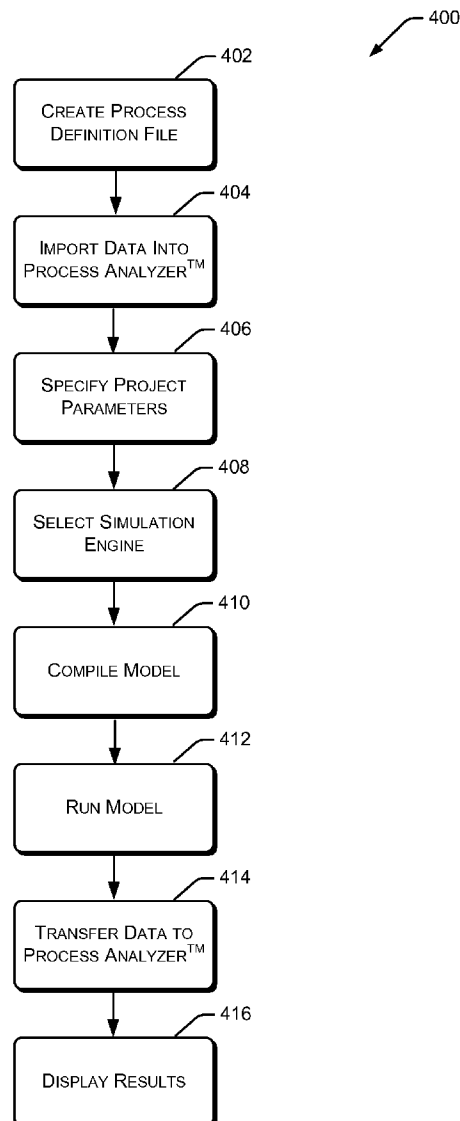 400
402
CREATE PROCESS
DEFINITION FILE
404
IMPORT DATA INTO
PROCESS ANALYZER™
406
SPECIFY PROJECT
PARAMETERS
408
SELECT SIMULATION
ENGINE
410
COMPILE MODEL
412
RUN MODEL
414
TRANSFER DATA TO
PROCESS ANALYZER™
416
DISPLAY RESULTS